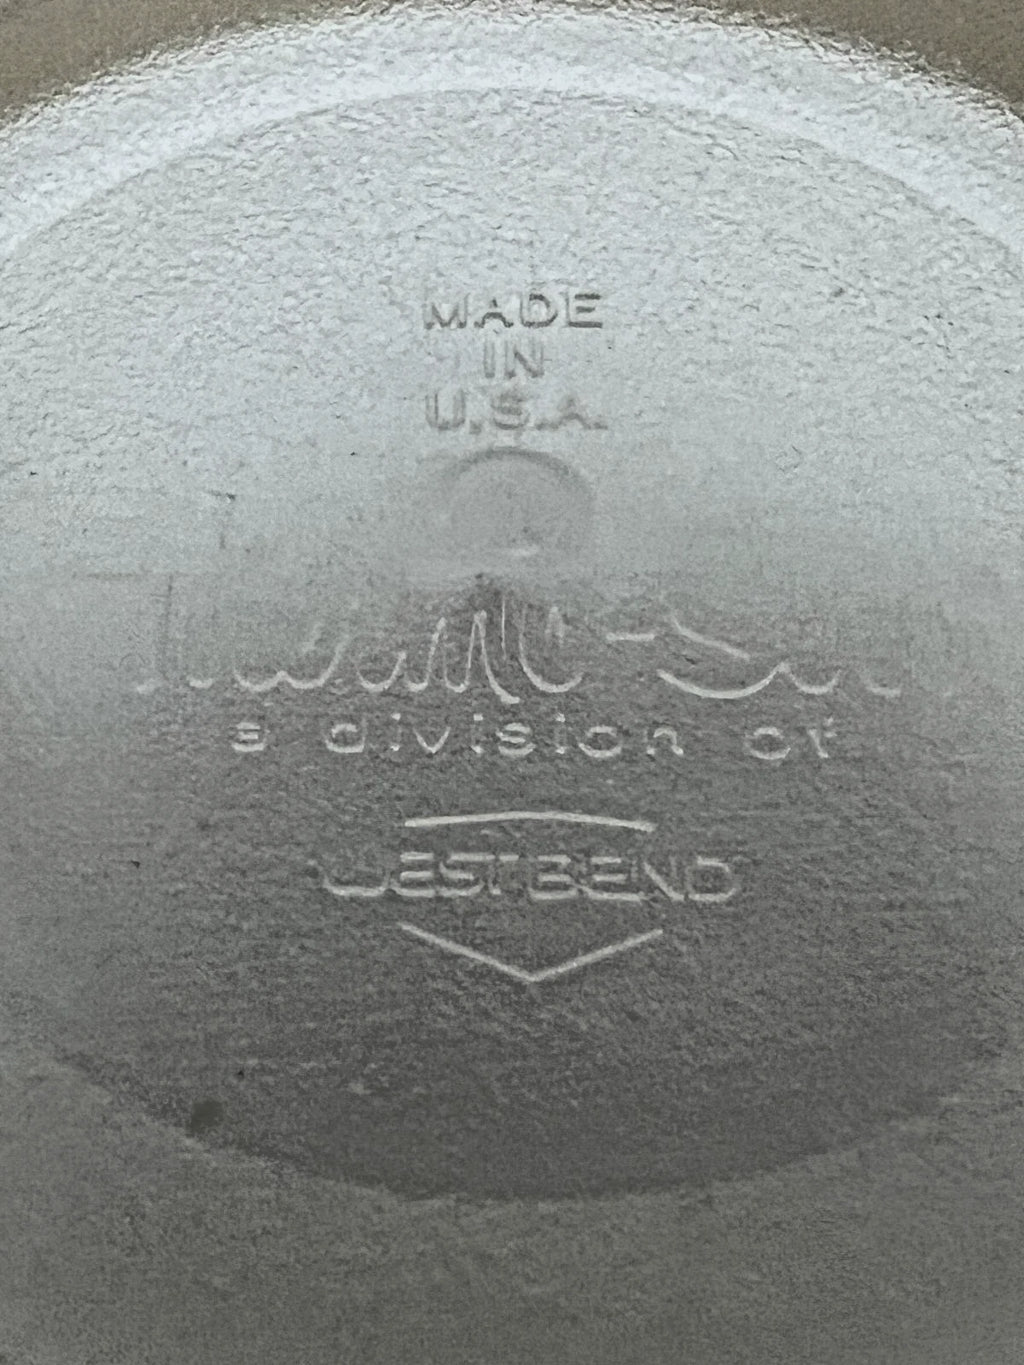 MADE
IN
U.S.A.
a division of
WEST BEND